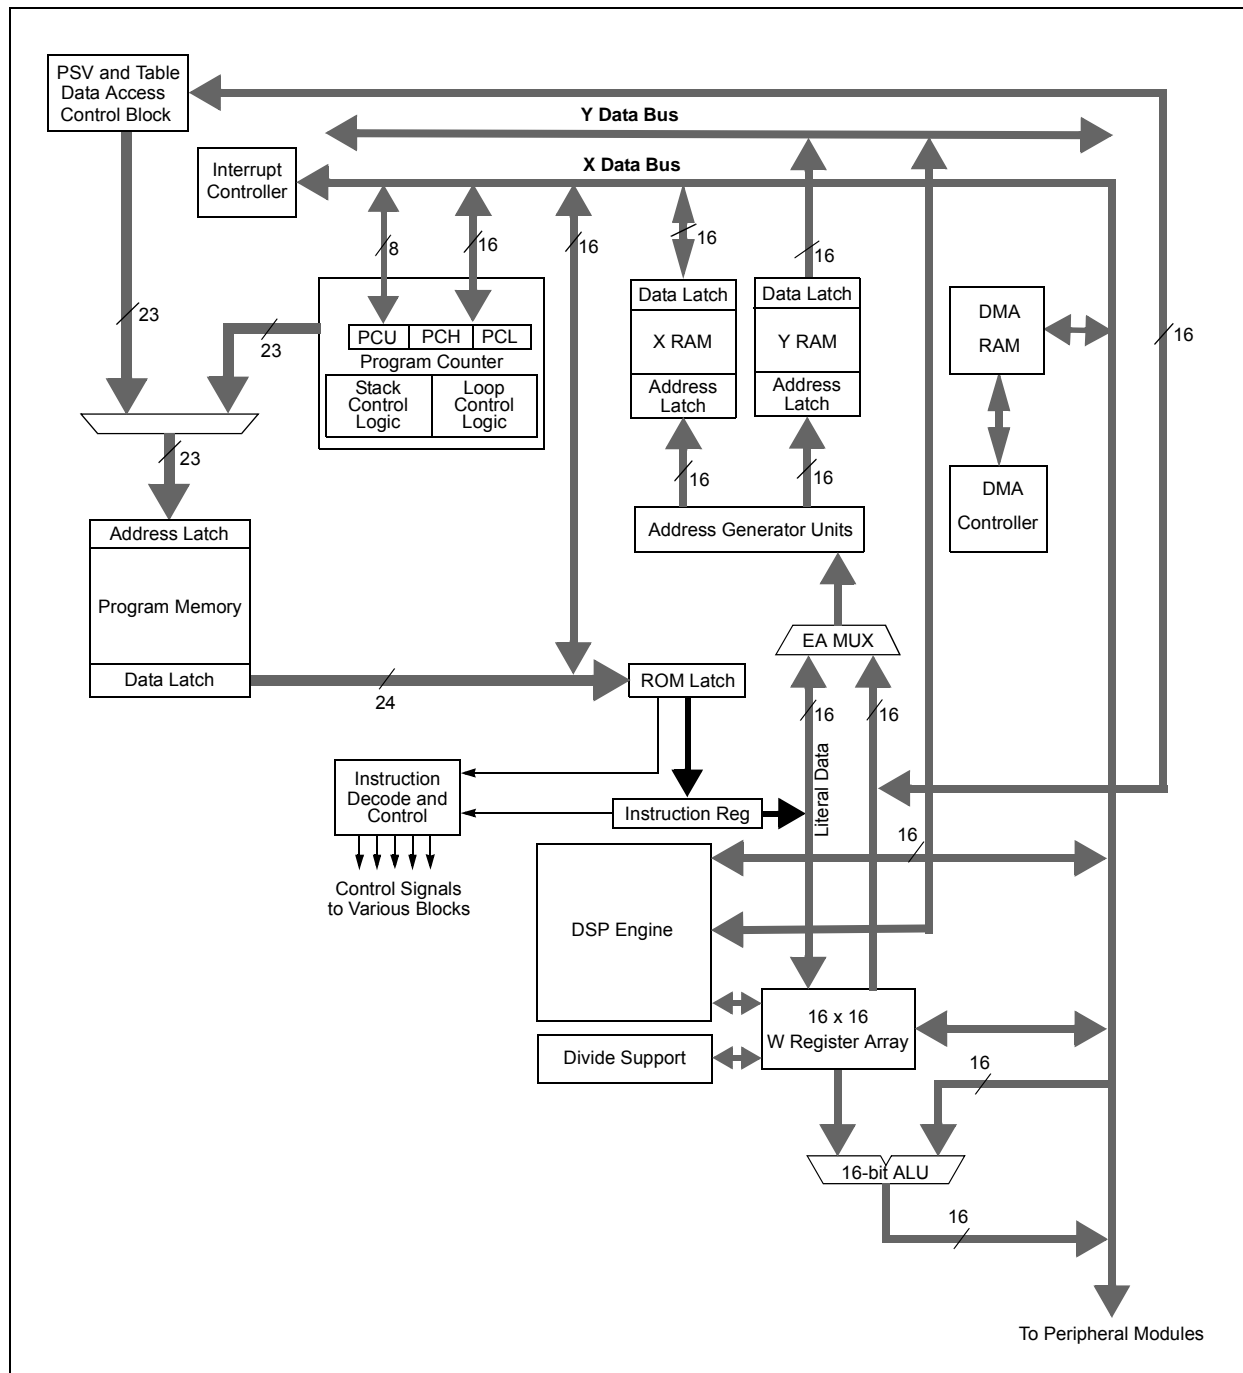 PSV and Table
Data Access
Control Block
Y Data Bus
Interrupt
Controller
X Data Bus
8
16
16
16
16
Data Latch
X RAM
Address
Latch
Data Latch
Y RAM
Address
Latch
DMA
RAM
16
23
23
PCU
PCH
PCL
Program Counter
Stack
Control
Logic
Loop
Control
Logic
23
16
16
DMA
Controller
Address Generator Units
Address Latch
Program Memory
Data Latch
24
ROM Latch
EA MUX
16
16
Literal Data
Instruction
Decode and
Control
Instruction Reg
Control Signals
to Various Blocks
16
DSP Engine
16 x 16
W Register Array
Divide Support
16
16-bit ALU
16
To Peripheral Modules